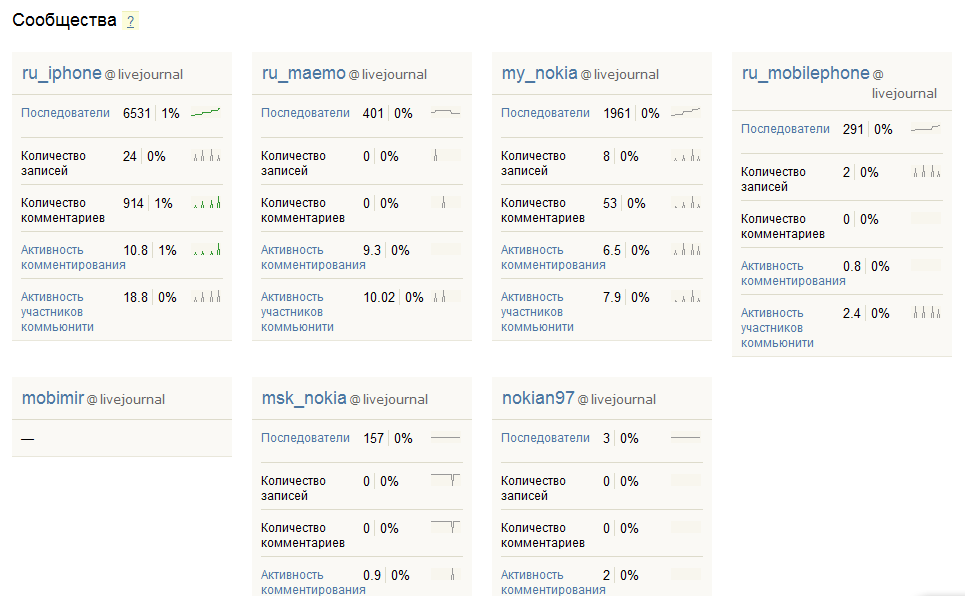 Сообщества ?
ru_iphone @ livejournal
Последователи 6531 1%
Количество 24 0%
записей
Количество 914 1%
комментариев
Активность 10.8 1%
комментирования
Активность 18.8 0%
участников
коммьюнити
ru_maemo @ livejournal
Последователи 401 0%
Количество 0 0%
записей
Количество 0 0%
комментариев
Активность 9.3 0%
комментирования
Активность 10.02 0%
участников
коммьюнити
my_nokia @ livejournal
Последователи 1961 0%
Количество 8 0%
записей
Количество 53 0%
комментариев
Активность 6.5 0%
комментирования
Активность 7.9 0%
участников
коммьюнити
ru_mobilephone @
livejournal
Последователи 291 0%
Количество 2 0%
записей
Количество 0 0%
комментариев
Активность 0.8 0%
комментирования
Активность 2.4 0%
участников
коммьюнити
mobimir @ livejournal
—
msk_nokia @ livejournal
Последователи 157 0%
Количество 0 0%
записей
Количество 0 0%
комментариев
Активность 0.9 0%
комментирования
nokian97 @ livejournal
Последователи 3 0%
Количество 0 0%
записей
Количество 0 0%
комментариев
Активность 2 0%
комментирования